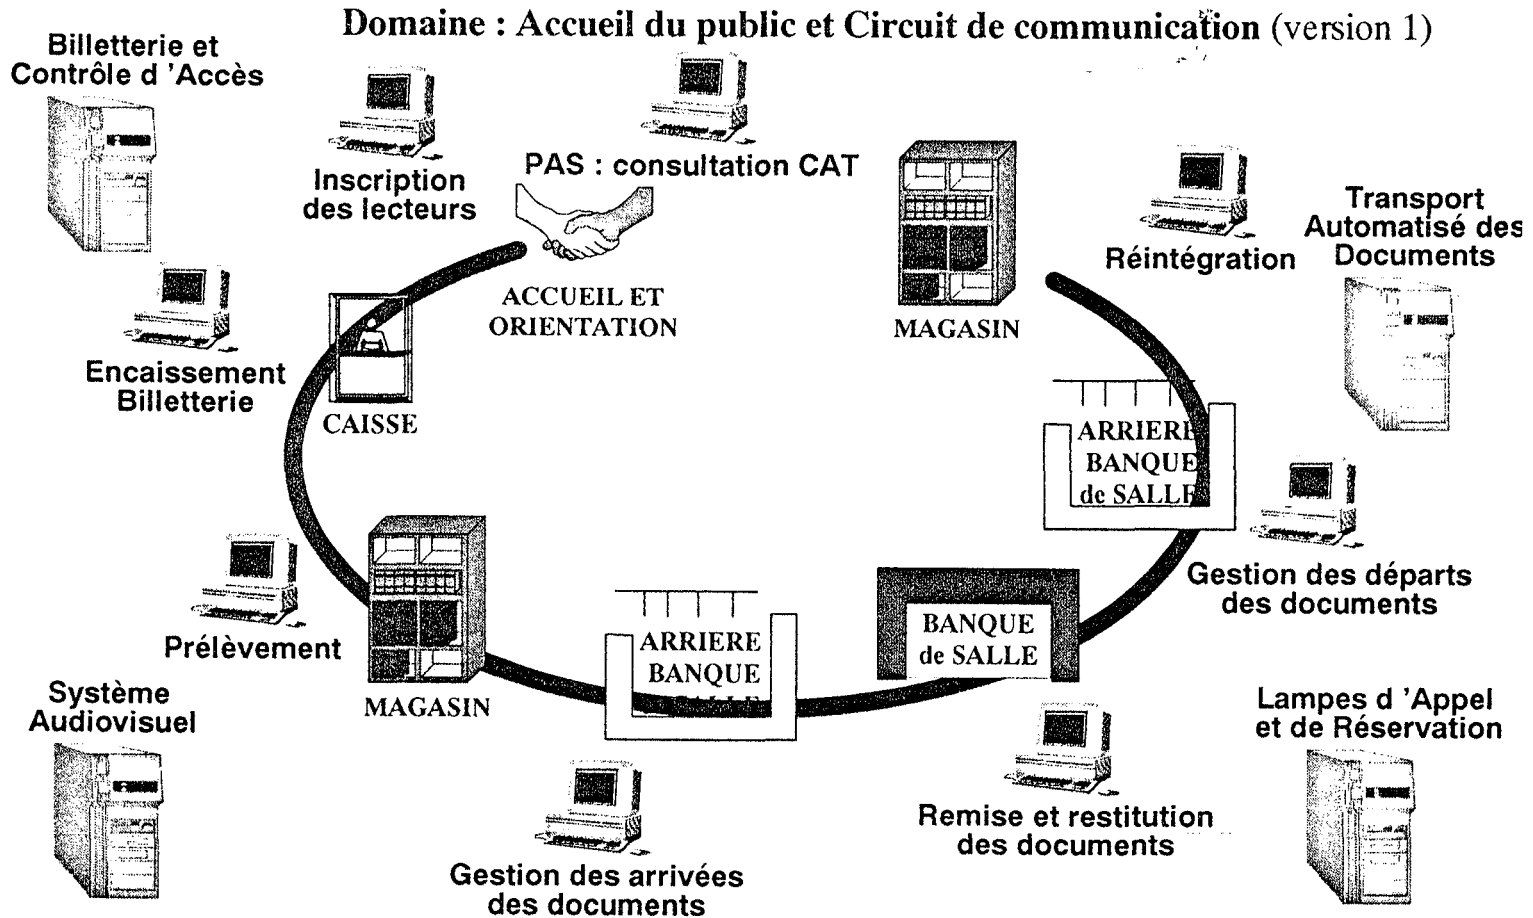 Domaine : Accueil du public et Circuit de communication (version 1)
Billetterie et
Contrôle d 'Accès
Inscription
des lecteurs
PAS : consultation CAT
ACCUEIL ET
ORIENTATION
MAGASIN
Réintégration
Transport
Automatisé des
Documents
Encaissement
Billetterie
CAISSE
ARRIERE
BANQUE
de SALLE
Gestion des départs
des documents
Prélèvement
MAGASIN
ARRIERE
BANQUE
BANQUE
de SALLE
Système
Audiovisuel
Lampes d 'Appel
et de Réservation
Remise et restitution
des documents
Gestion des arrivées
des documents